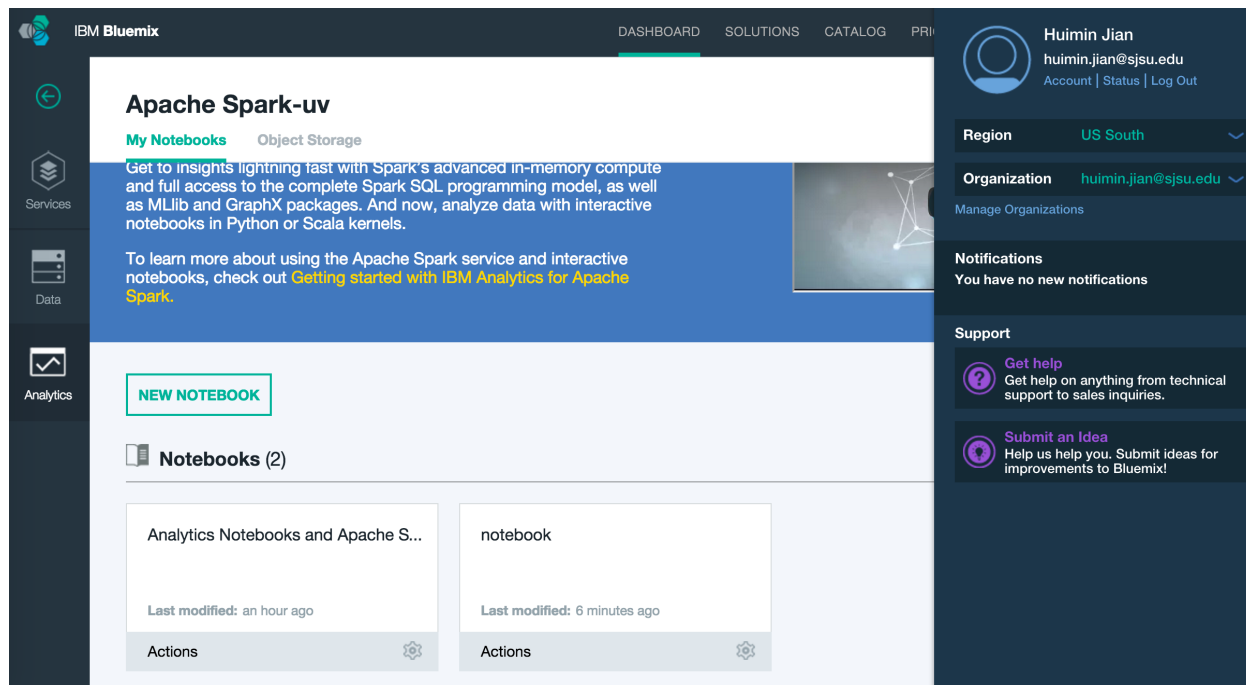 IBM Bluemix
DASHBOARD SOLUTIONS CATALOG
Services
Data
Analytics
Apache Spark-uv
My Notebooks Object Storage
Get to insights lightning fast with Spark's advanced in-memory compute
and full access to the complete Spark SQL programming model, as well
as MLlib and GraphX packages. And now, analyze data with interactive
notebooks in Python or Scala kernels.
To learn more about using the Apache Spark service and interactive
notebooks, check out Getting started with IBM Analytics for Apache
Spark.
NEW NOTEBOOK
Notebooks (2)
Analytics Notebooks and Apache S...
Last modified: an hour ago
Actions
notebook
Last modified: 6 minutes ago
Actions
Huimin Jian
huimin.jian@sjsu.edu
Account | Status | Log Out
Region US South
Organization huimin.jian@sjsu.edu
Manage Organizations
Notifications
You have no new notifications
Support
Get help
Get help on anything from technical
support to sales inquiries.
Submit an Idea
Help us help you. Submit ideas for
improvements to Bluemix!